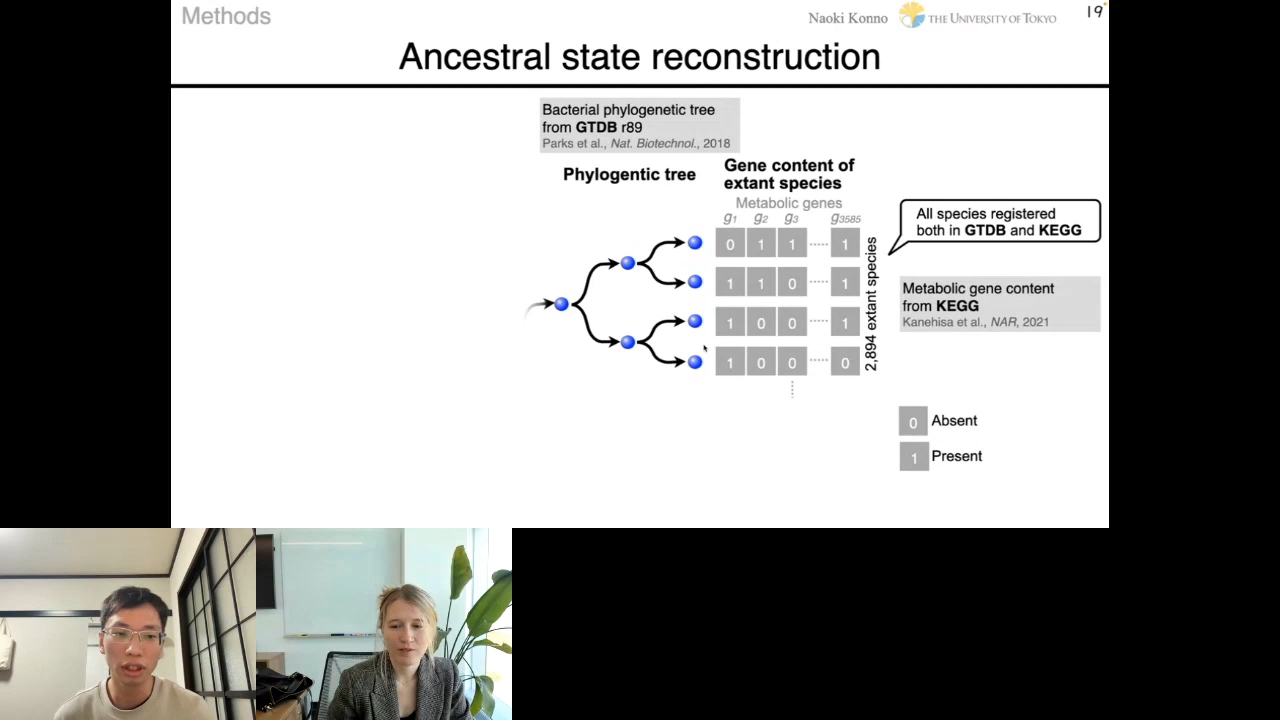 Methods
Naoki Konno
THE UNIVERSITY OF TOKYO
19
Ancestral state reconstruction
Bacterial phylogenetic tree
from GTDB r89
Parks et al., Nat. Biotechnol., 2018
Phylogentic tree
Gene content of
extant species
Metabolic genes
g1 g2 g3 g3585
0 1 1 ····· 1
1 1 0 ····· 1
1 0 0 ····· 1
1 0 0 ····· 0
2,894 extant species
All species registered
both in GTDB and KEGG
Metabolic gene content
from KEGG
Kanehisa et al., NAR, 2021
0 Absent
1 Present